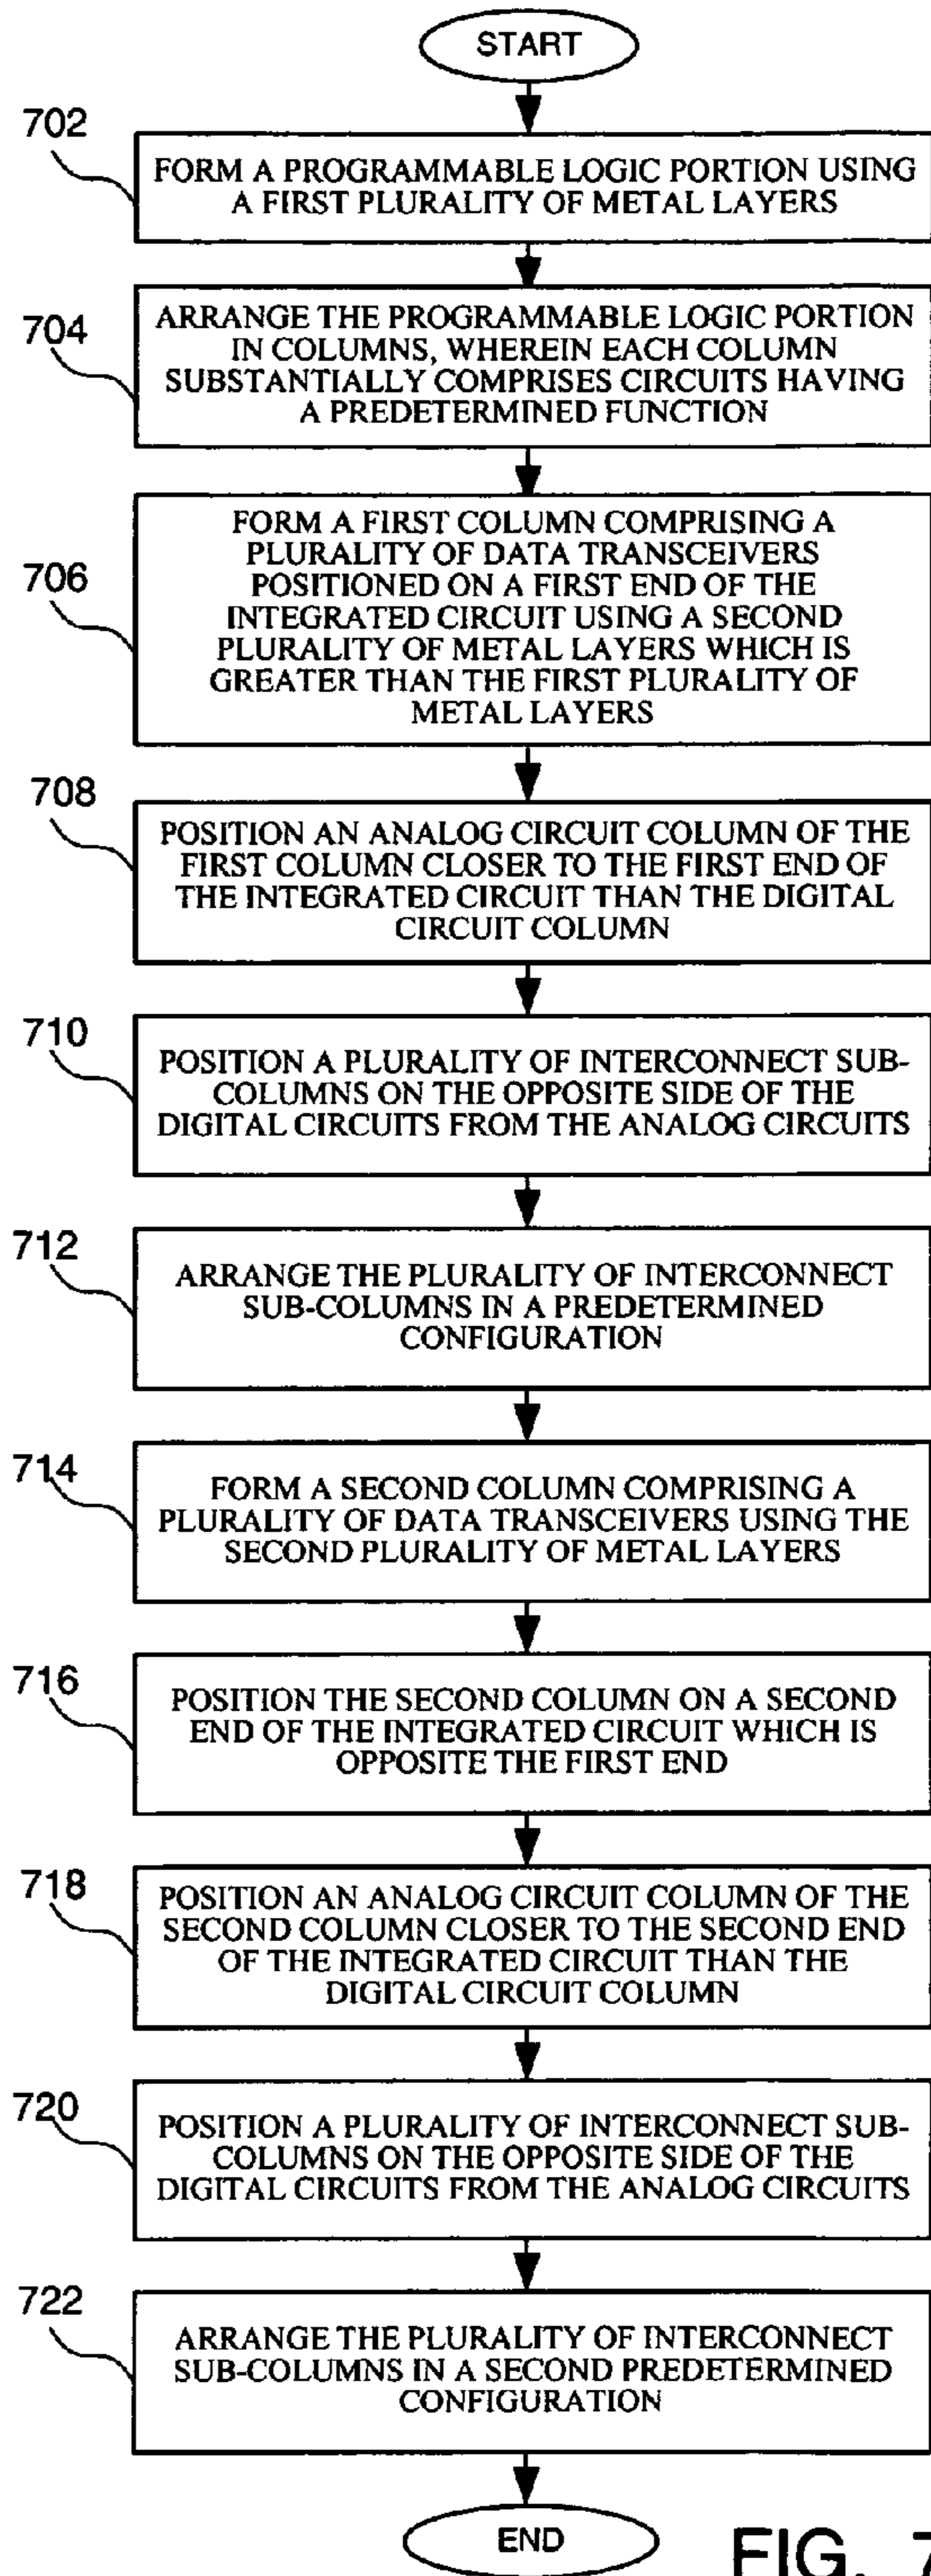 START
702
FORM A PROGRAMMABLE LOGIC PORTION USING
A FIRST PLURALITY OF METAL LAYERS
704
ARRANGE THE PROGRAMMABLE LOGIC PORTION
IN COLUMNS, WHEREIN EACH COLUMN
SUBSTANTIALLY COMPRISES CIRCUITS HAVING
A PREDETERMINED FUNCTION
706
FORM A FIRST COLUMN COMPRISING A
PLURALITY OF DATA TRANSCEIVERS
POSITIONED ON A FIRST END OF THE
INTEGRATED CIRCUIT USING A SECOND
PLURALITY OF METAL LAYERS WHICH IS
GREATER THAN THE FIRST PLURALITY OF
METAL LAYERS
708
POSITION AN ANALOG CIRCUIT COLUMN OF THE
FIRST COLUMN CLOSER TO THE FIRST END OF
THE INTEGRATED CIRCUIT THAN THE DIGITAL
CIRCUIT COLUMN
710
POSITION A PLURALITY OF INTERCONNECT SUB-
COLUMNS ON THE OPPOSITE SIDE OF THE
DIGITAL CIRCUITS FROM THE ANALOG CIRCUITS
712
ARRANGE THE PLURALITY OF INTERCONNECT
SUB-COLUMNS IN A PREDETERMINED
CONFIGURATION
714
FORM A SECOND COLUMN COMPRISING A
PLURALITY OF DATA TRANSCEIVERS USING THE
SECOND PLURALITY OF METAL LAYERS
716
POSITION THE SECOND COLUMN ON A SECOND
END OF THE INTEGRATED CIRCUIT WHICH IS
OPPOSITE THE FIRST END
718
POSITION AN ANALOG CIRCUIT COLUMN OF THE
SECOND COLUMN CLOSER TO THE SECOND END
OF THE INTEGRATED CIRCUIT THAN THE
DIGITAL CIRCUIT COLUMN
720
POSITION A PLURALITY OF INTERCONNECT SUB-
COLUMNS ON THE OPPOSITE SIDE OF THE
DIGITAL CIRCUITS FROM THE ANALOG CIRCUITS
722
ARRANGE THE PLURALITY OF INTERCONNECT
SUB-COLUMNS IN A SECOND PREDETERMINED
CONFIGURATION
END
FIG. 7